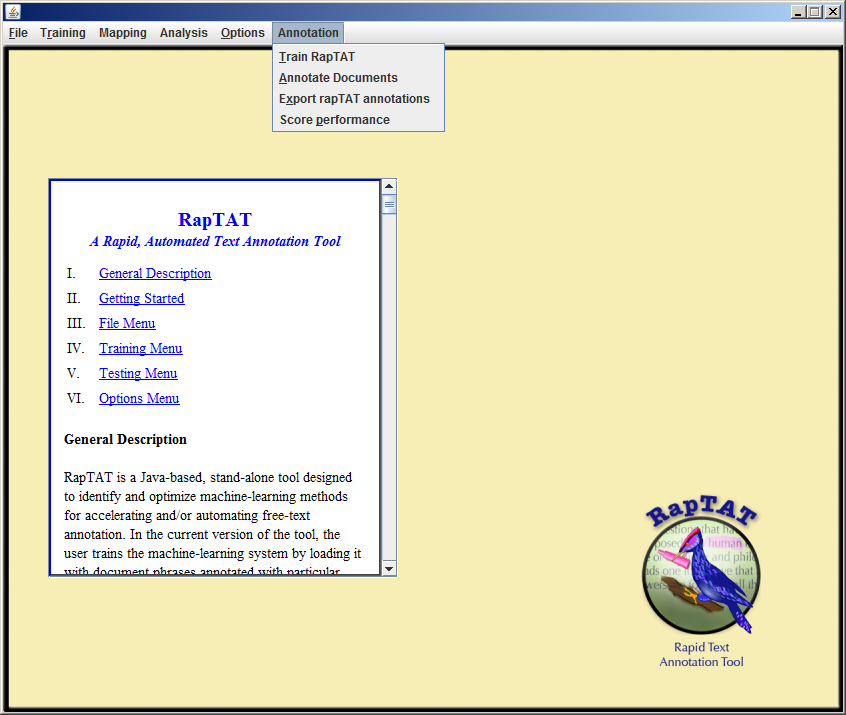 File Training Mapping Analysis Options Annotation
Train RapTAT
Annotate Documents
Export rapTAT annotations
Score performance
RapTAT
A Rapid, Automated Text Annotation Tool
I. General Description
II. Getting Started
III. File Menu
IV. Training Menu
V. Testing Menu
VI. Options Menu
General Description
RapTAT is a Java-based, stand-alone tool designed
to identify and optimize machine-learning methods
for accelerating and/or automating free-text
annotation. In the current version of the tool, the
user trains the machine-learning system by loading it
with document phrases annotated with particular
RapTAT
that
human
and
that
Rapid Text
Annotation Tool